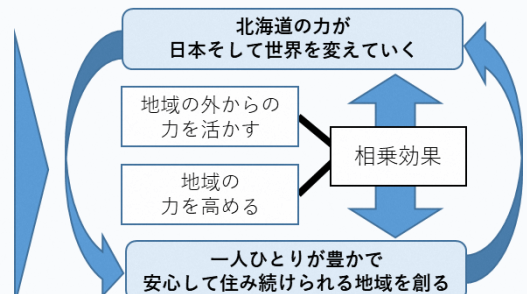 北海道の力が
日本そして世界を変えていく
地域の外からの
力を活かす
相乗効果
地域の
力を高める
一人ひとりが豊かで
安心して住み続けられる地域を創る